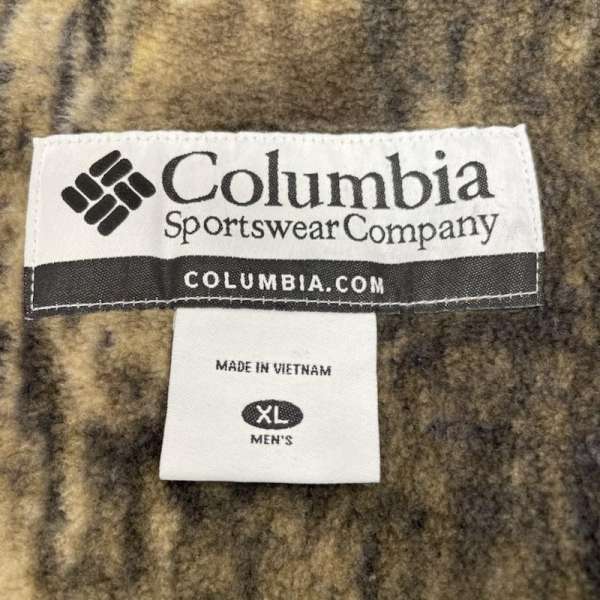 Columbia
Sportswear Company
COLUMBIA.COM
MADE IN VIETNAM
XL
MEN'S